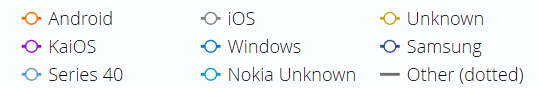 Android iOS Unknown
KaiOS Windows Samsung
Series 40 Nokia Unknown Other (dotted)